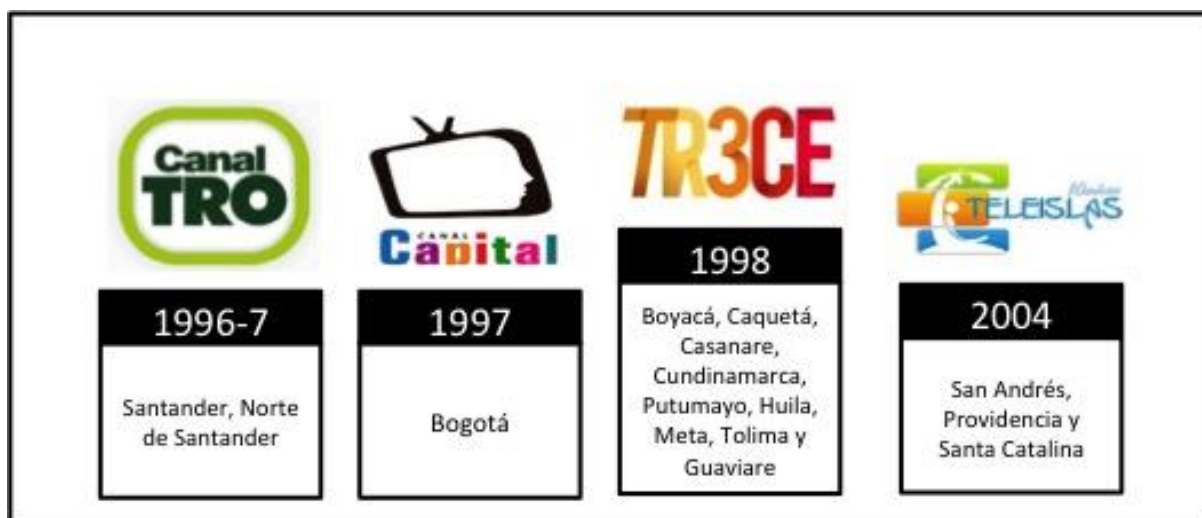 Canal
TRO
1996-7
Santander, Norte
de Santander
CANAL
Capital
1997
Bogotá
TR3CE
1998
Boyacá, Caquetá,
Casanare,
Cundinamarca,
Putumayo, Huila,
Meta, Tolima y
Guaviare
TELEISLAS
2004
San Andrés,
Providencia y
Santa Catalina